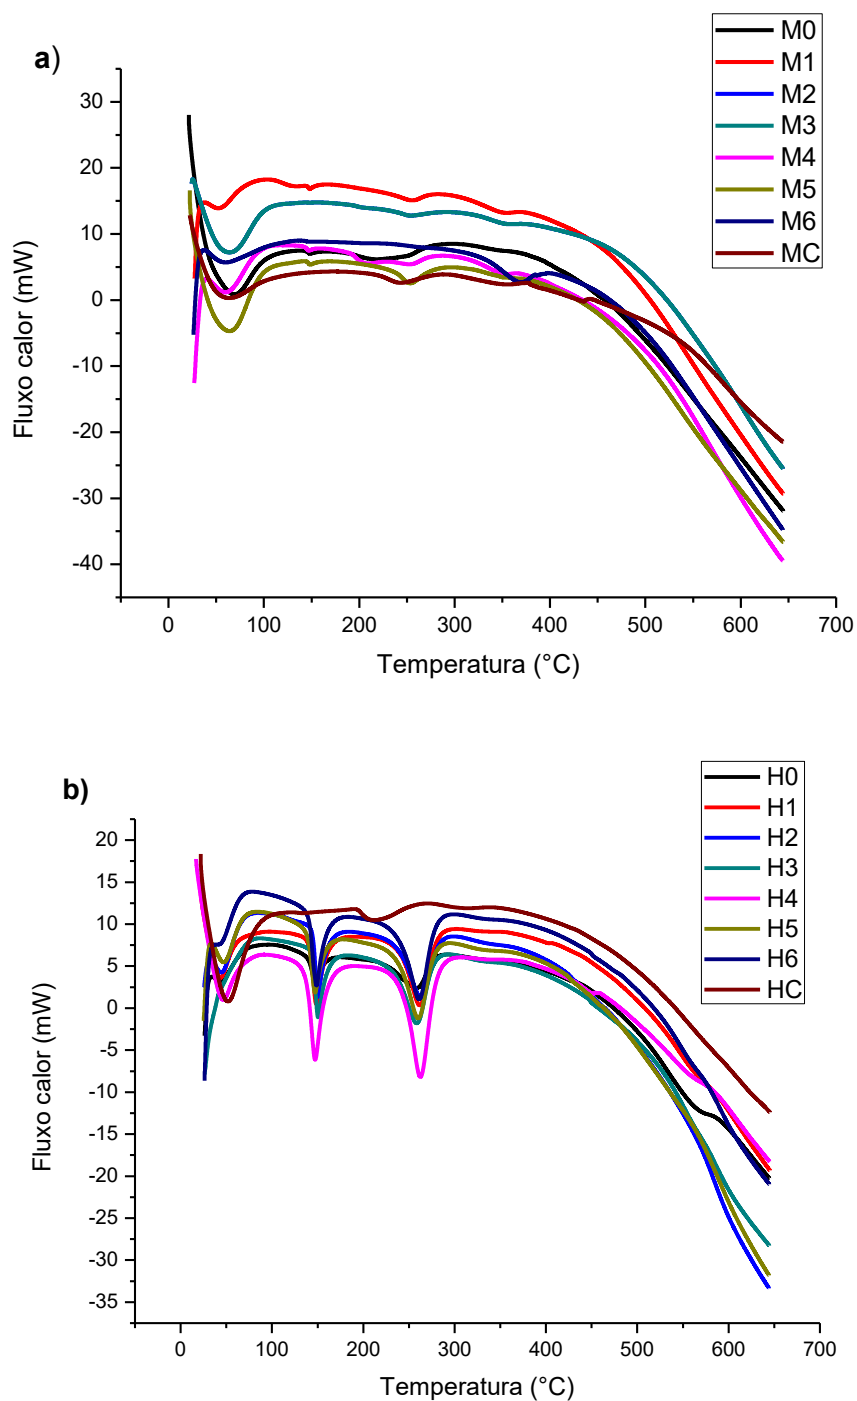 a)
M0
M1
M2
M3
M4
M5
M6
MC
30
20
10
0
-10
-20
-30
-40
Fluxo calor (mW)
0 100 200 300 400 500 600 700
Temperatura (°C)
b)
H0
H1
H2
H3
H4
H5
H6
HC
20
15
10
5
0
-5
-10
-15
-20
-25
-30
-35
Fluxo calor (mW)
0 100 200 300 400 500 600 700
Temperatura (°C)